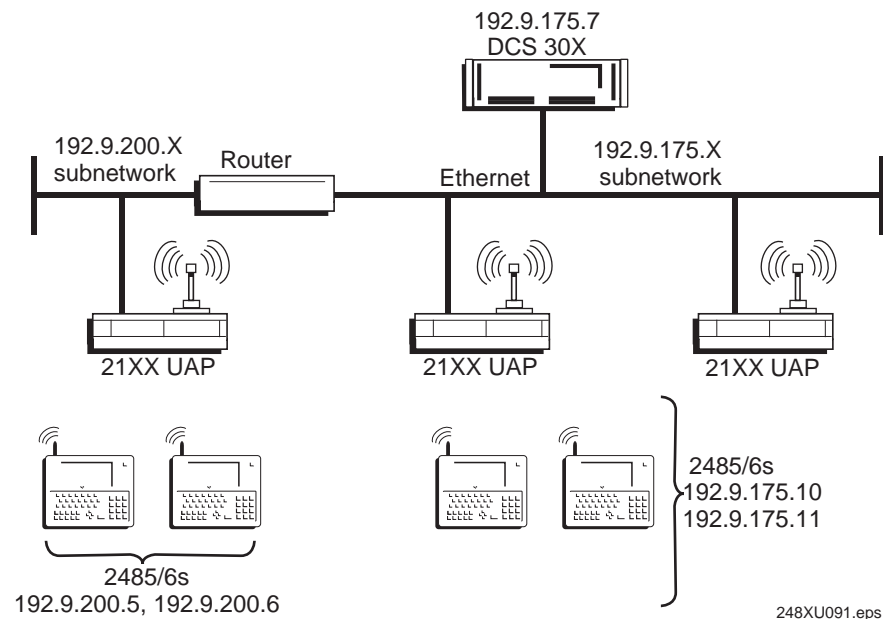 192.9.175.7
DCS 30X
192.9.200.X
subnetwork
Router
Ethernet
192.9.175.X
subnetwork
21XX UAP
21XX UAP
21XX UAP
2485/6s
192.9.175.10
192.9.175.11
2485/6s
192.9.200.5, 192.9.200.6
248XU091.eps